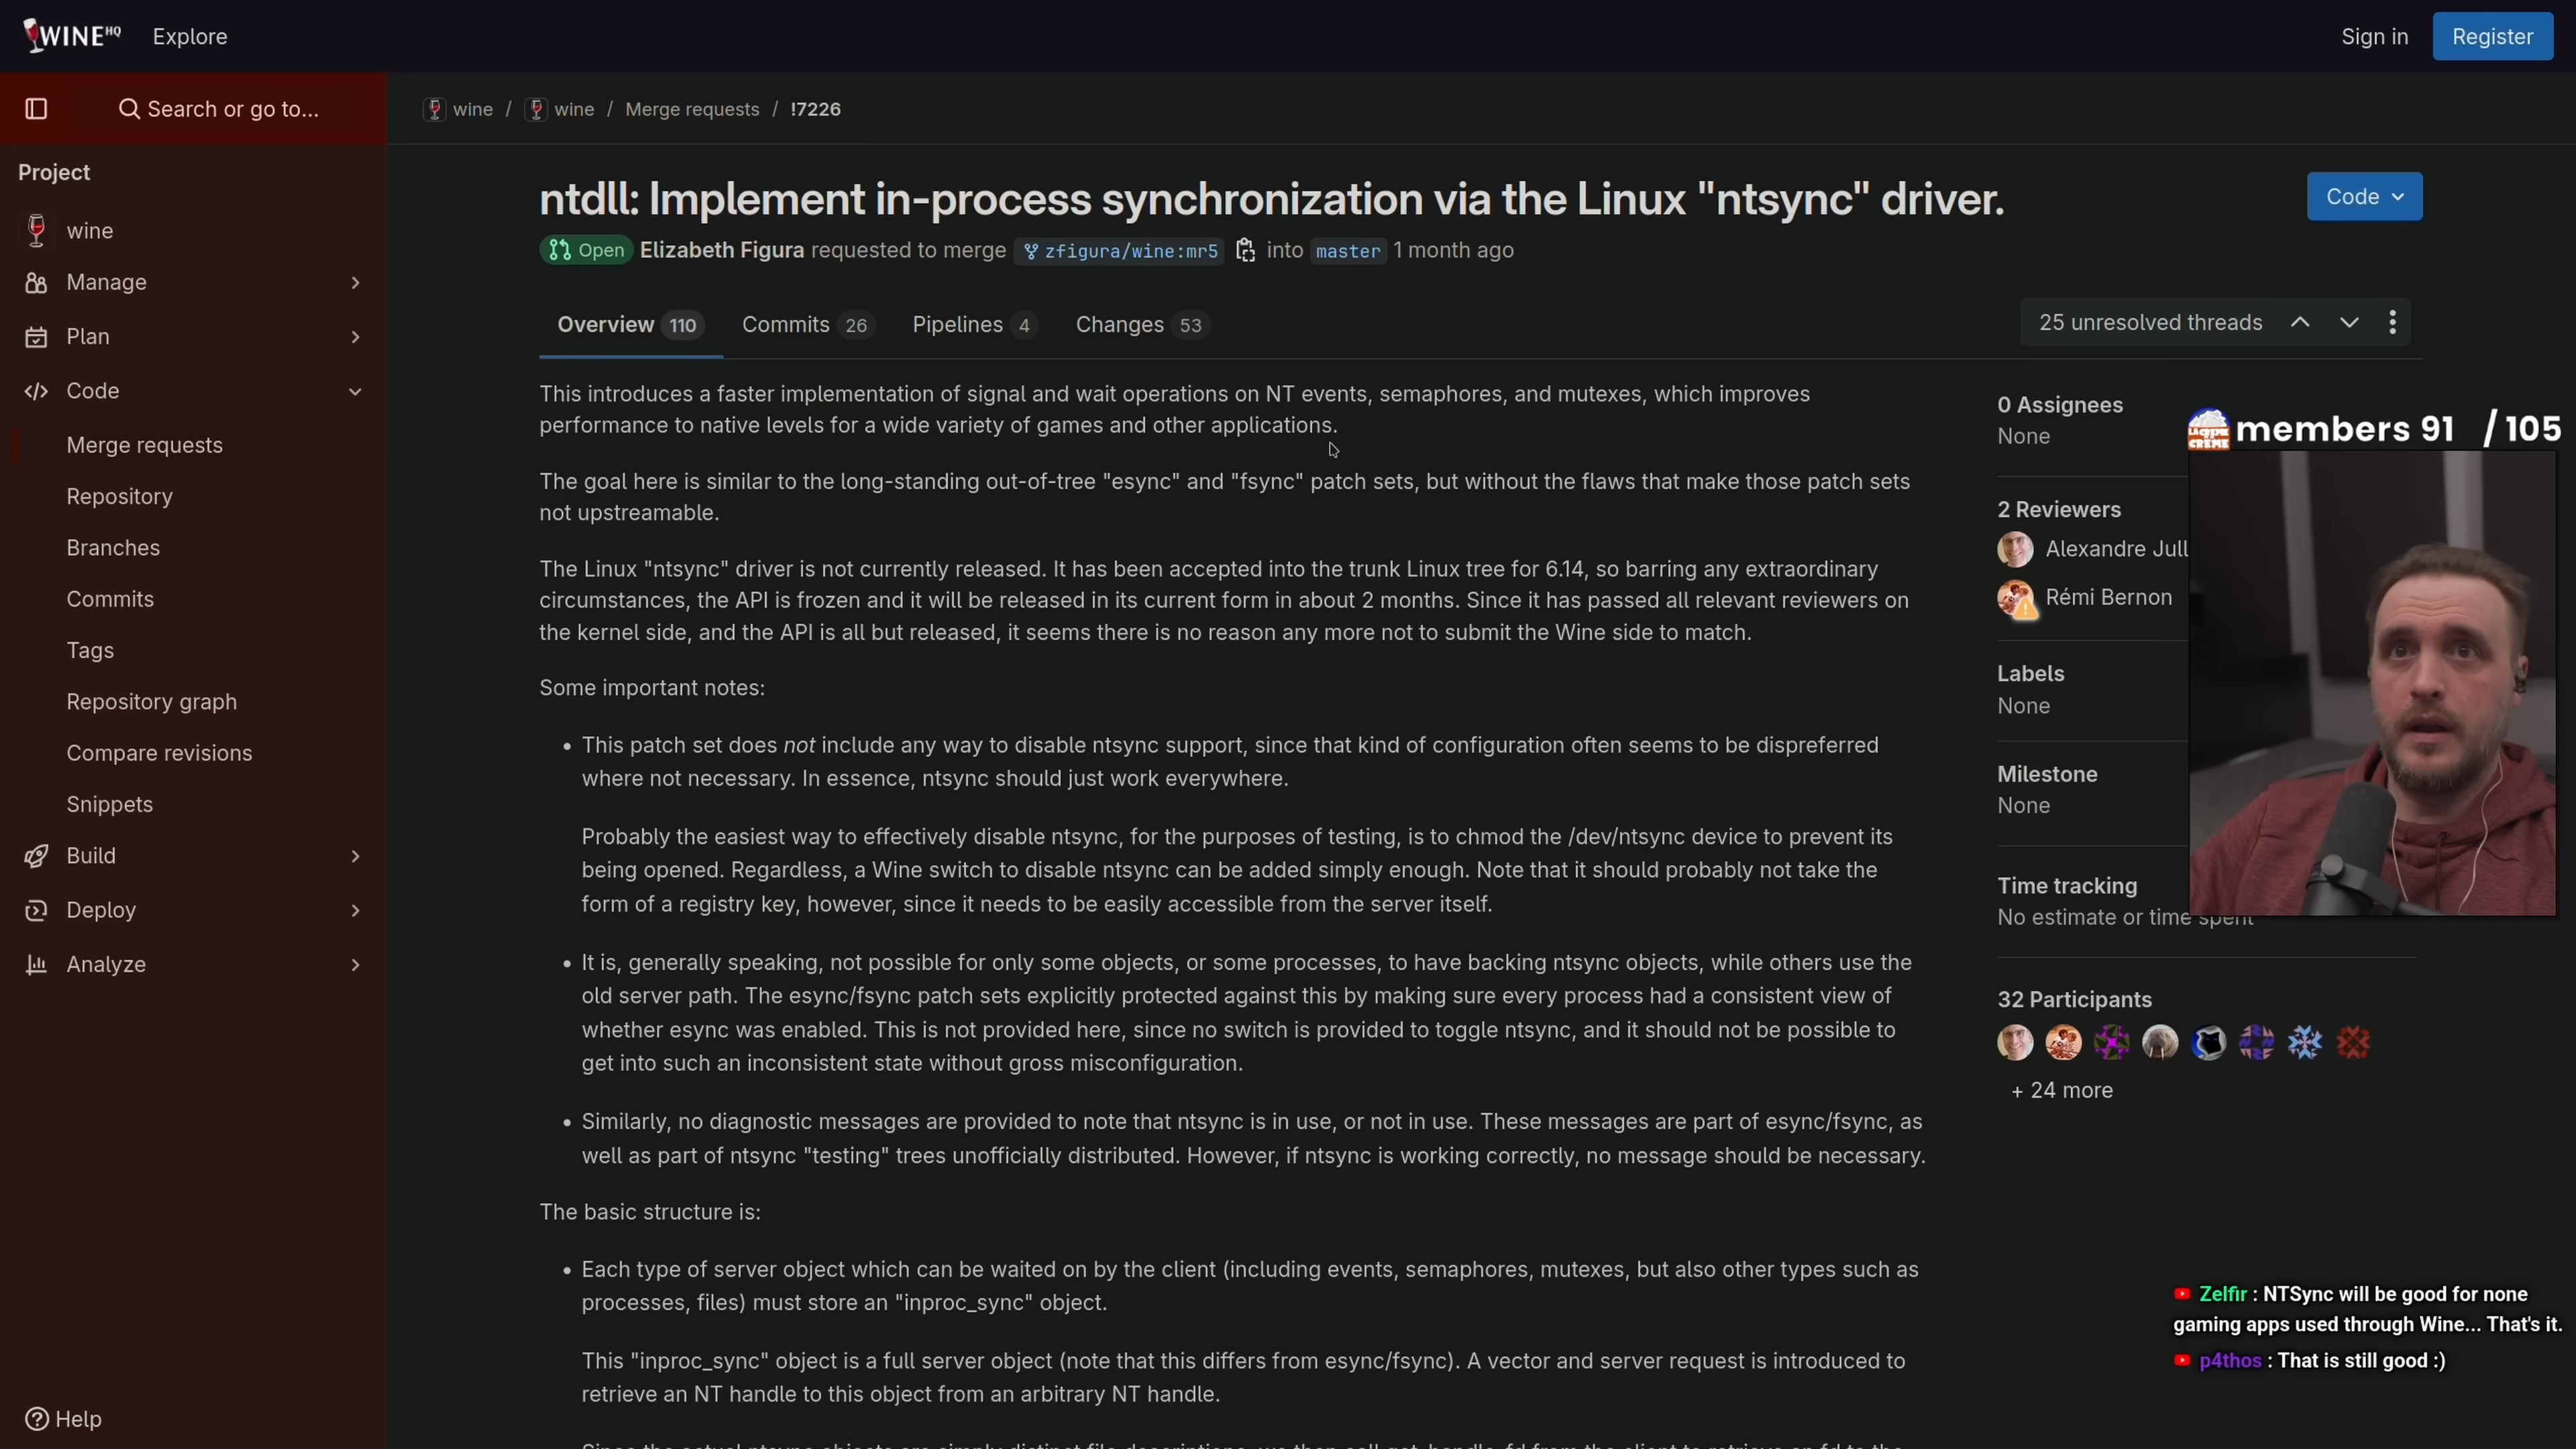 WINE HQ Explore Sign in Register
Search or go to...
wine / wine / Merge requests / !7226
Project
wine
Manage
Plan
Code
Merge requests
Repository
Branches
Commits
Tags
Repository graph
Compare revisions
Snippets
Build
Deploy
Analyze
Help
ntdll: Implement in-process synchronization via the Linux "ntsync" driver.
Code
Open Elizabeth Figura requested to merge zfigura/wine:mr5 into master 1 month ago
Overview 110 Commits 26 Pipelines 4 Changes 53
25 unresolved threads
This introduces a faster implementation of signal and wait operations on NT events, semaphores, and mutexes, which improves
performance to native levels for a wide variety of games and other applications.
The goal here is similar to the long-standing out-of-tree "esync" and "fsync" patch sets, but without the flaws that make those patch sets
not upstreamable.
The Linux "ntsync" driver is not currently released. It has been accepted into the trunk Linux tree for 6.14, so barring any extraordinary
circumstances, the API is frozen and it will be released in its current form in about 2 months. Since it has passed all relevant reviewers on
the kernel side, and the API is all but released, it seems there is no reason any more not to submit the Wine side to match.
Some important notes:
• This patch set does not include any way to disable ntsync support, since that kind of configuration often seems to be dispreferred
where not necessary. In essence, ntsync should just work everywhere.
Probably the easiest way to effectively disable ntsync, for the purposes of testing, is to chmod the /dev/ntsync device to prevent its
being opened. Regardless, a Wine switch to disable ntsync can be added simply enough. Note that it should probably not take the
form of a registry key, however, since it needs to be easily accessible from the server itself.
• It is, generally speaking, not possible for only some objects, or some processes, to have backing ntsync objects, while others use the
old server path. The esync/fsync patch sets explicitly protected against this by making sure every process had a consistent view of
whether esync was enabled. This is not provided here, since no switch is provided to toggle ntsync, and it should not be possible to
get into such an inconsistent state without gross misconfiguration.
• Similarly, no diagnostic messages are provided to note that ntsync is in use, or not in use. These messages are part of esync/fsync, as
well as part of ntsync "testing" trees unofficially distributed. However, if ntsync is working correctly, no message should be necessary.
The basic structure is:
• Each type of server object which can be waited on by the client (including events, semaphores, mutexes, but also other types such as
processes, files) must store an "inproc_sync" object.
This "inproc_sync" object is a full server object (note that this differs from esync/fsync). A vector and server request is introduced to
retrieve an NT handle to this object from an arbitrary NT handle.
0 Assignees
None
2 Reviewers
Alexandre Jull
Rémi Bernon
Labels
None
Milestone
None
Time tracking
No estimate or time spent
32 Participants
+ 24 more
LA CREME CREME members 91 / 105
Zelfir : NTSync will be good for none
gaming apps used through Wine... That's it.
p4thos : That is still good :)